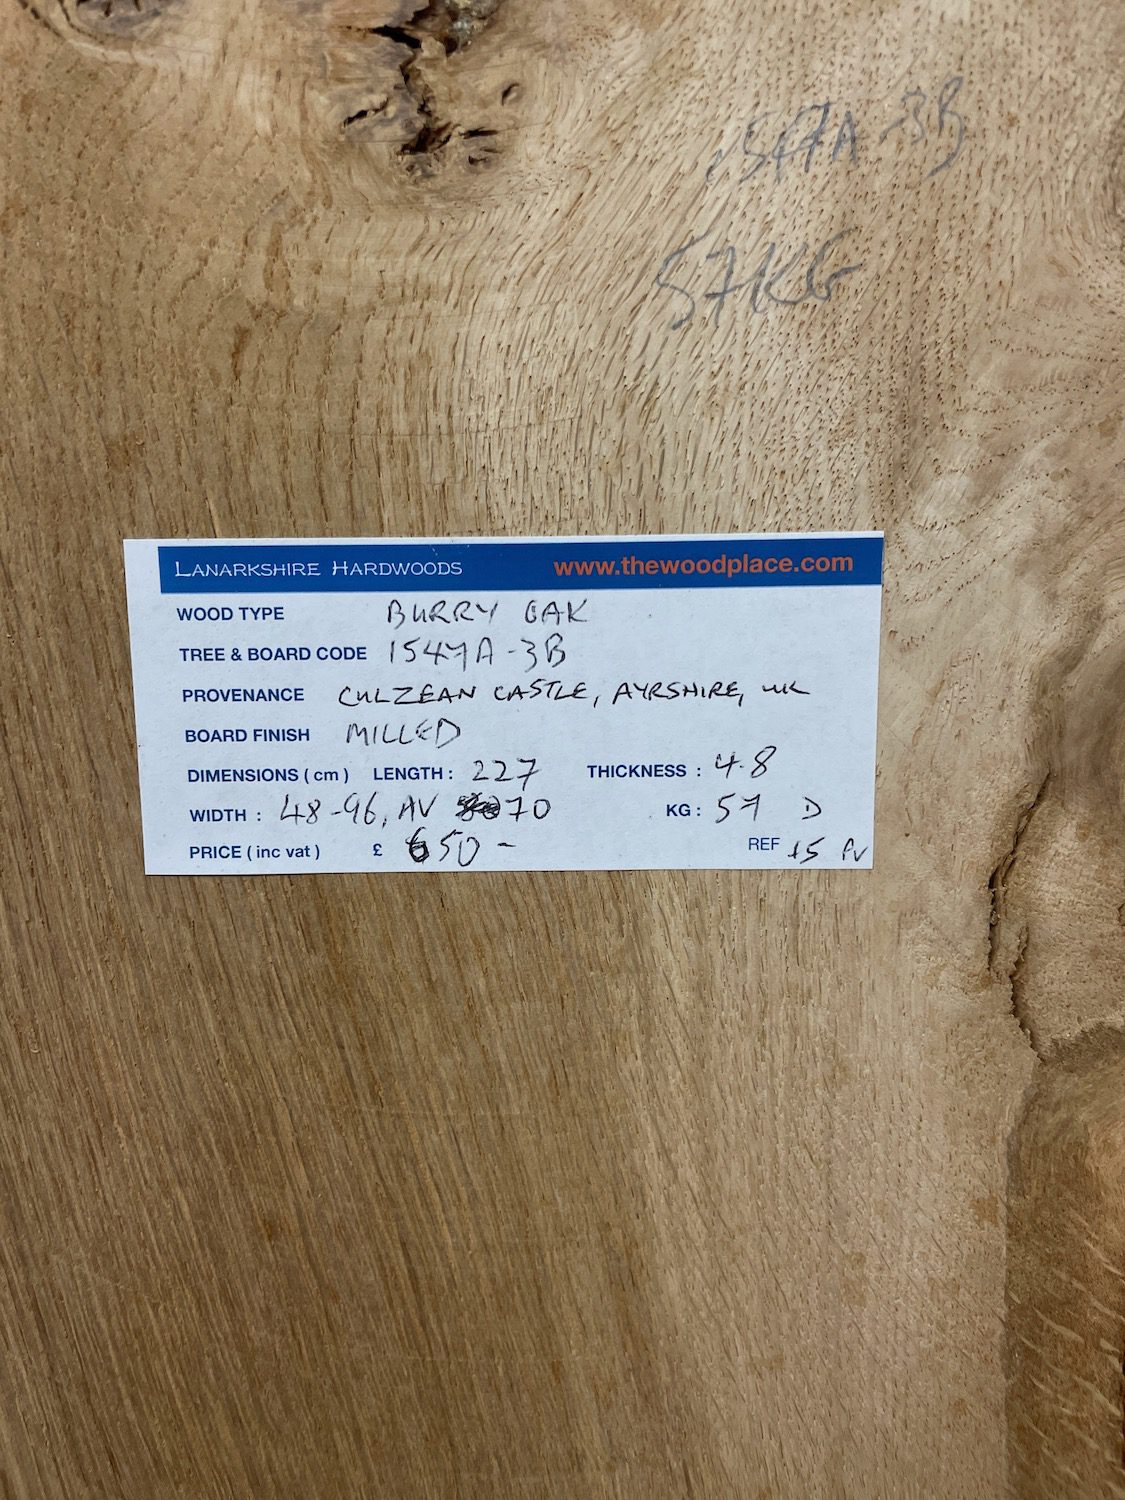 1547A-3B
57KG
LANARKSHIRE HARDWOODS www.thewoodplace.com
WOOD TYPE BURRY OAK
TREE & BOARD CODE 1547A-3B
PROVENANCE CULZEAN CASTLE, AYRSHIRE, UK
BOARD FINISH MILLED
DIMENSIONS ( cm ) LENGTH : 227 THICKNESS : 4.8
WIDTH : 48-96, AV 70 KG : 57 D
PRICE ( inc vat ) £ 650 -
REF 15 PV